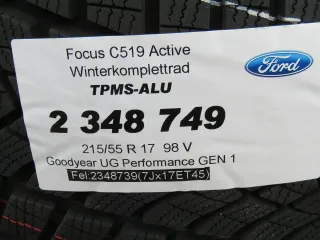 Focus C519 Active
Winterkomplettrad
TPMS-ALU
Ford
2 348 749
215/55 R 17 98 V
Goodyear UG Performance GEN 1
Fel:2348739(7Jx17ET45)